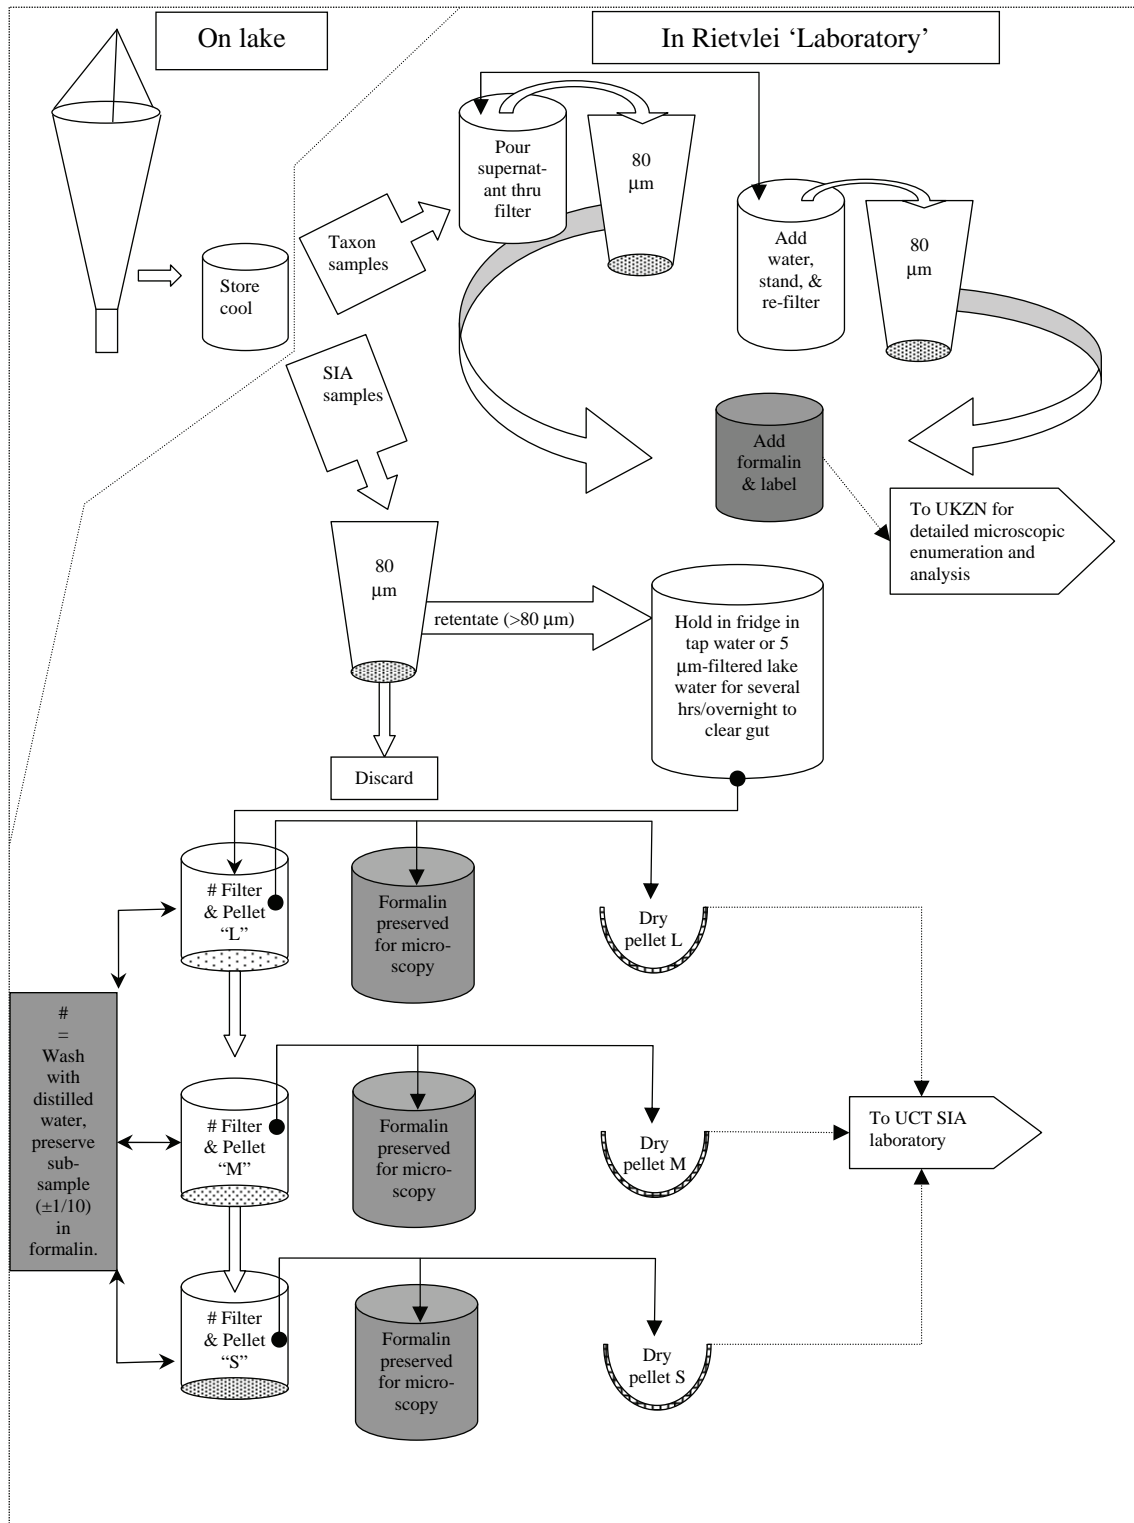 On lake
In Rietvlei ‘Laboratory’
Pour
supernat-
ant thru
filter
80
μm
Add
water,
stand, &
re-filter
80
μm
Taxon
samples
Store
cool
SIA
samples
Add
formalin
& label
To UKZN for
detailed microscopic
enumeration and
analysis
80
μm
retentate (>80 μm)
Hold in fridge in
tap water or 5
μm-filtered lake
water for several
hrs/overnight to
clear gut
Discard
# Filter
& Pellet
“L”
Formalin
preserved
for micro-
scopy
Dry
pellet L
#
=
Wash
with
distilled
water,
preserve
sub-
sample
(±1/10)
in
formalin.
# Filter
& Pellet
“M”
Formalin
preserved
for micro-
scopy
Dry
pellet M
To UCT SIA
laboratory
# Filter
& Pellet
“S”
Formalin
preserved
for micro-
scopy
Dry
pellet S